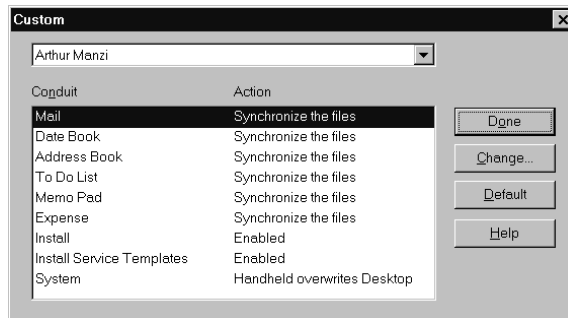 Custom
Arthur Manzi
Conduit Action
Mail Synchronize the files
Date Book Synchronize the files
Address Book Synchronize the files
To Do List Synchronize the files
Memo Pad Synchronize the files
Expense Synchronize the files
Install Enabled
Install Service Templates Enabled
System Handheld overwrites Desktop
Done
Change...
Default
Help